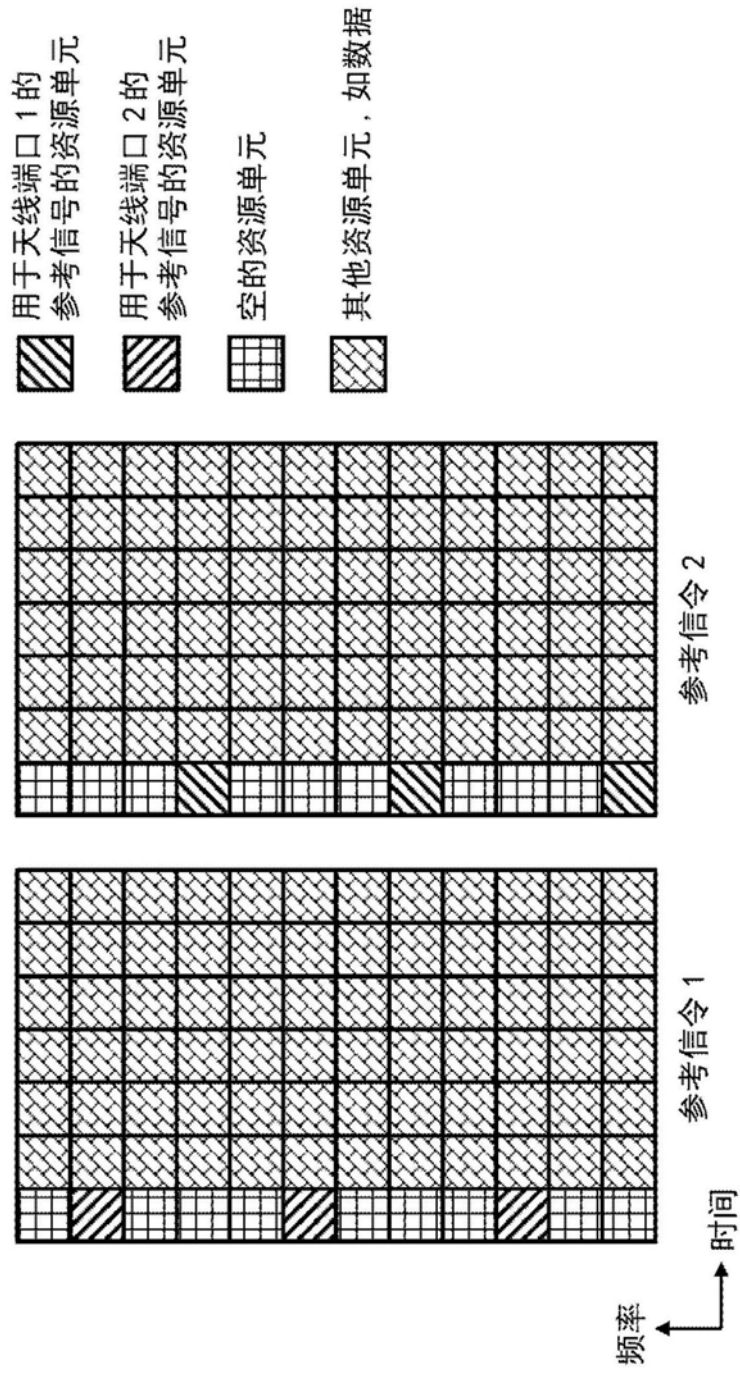 用于天线端口1的
参考信号的资源单元
用于天线端口2的
参考信号的资源单元
空的资源单元
其他资源单元，如数据
参考信令1
参考信令2
频率
时间